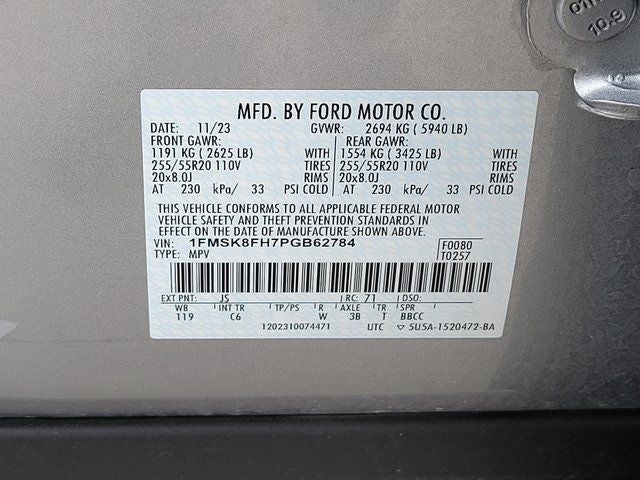 10.9
MFD. BY FORD MOTOR CO.
DATE: 11/23 GVWR: 2694 KG ( 5940 LB)
FRONT GAWR: REAR GAWR:
1191 KG ( 2625 LB) WITH 1554 KG ( 3425 LB) WITH
255/55R20 110V TIRES 255/55R20 110V TIRES
20x8.0J RIMS 20x8.0J RIMS
AT 230 kPa/ 33 PSI COLD AT 230 kPa/ 33 PSI COLD
THIS VEHICLE CONFORMS TO ALL APPLICABLE FEDERAL MOTOR
VEHICLE SAFETY AND THEFT PREVENTION STANDARDS IN
EFFECT ON THE DATE OF MANUFACTURE SHOWN ABOVE.
VIN: 1FMSK8FH7PGB62784 F0080
TYPE: MPV T0257
EXT PNT: JS RC: 71 DSO:
WB INT TR TP/PS R AXLE TR SPR
119 C6 W 3B T BBCC
1202310074471 UTC ▽ 5U5A-1520472-BA